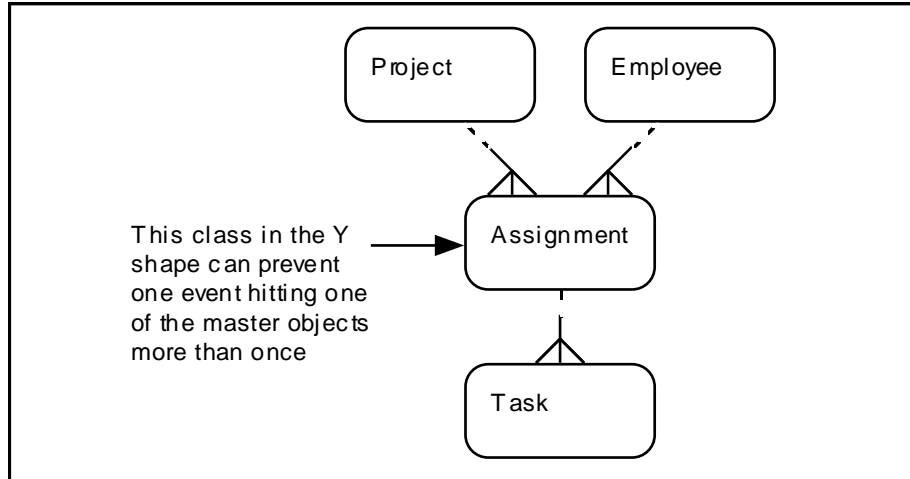 Project
Employee
Assignment
This class in the Y
shape can prevent
one event hitting one
of the master objects
more than once
Task